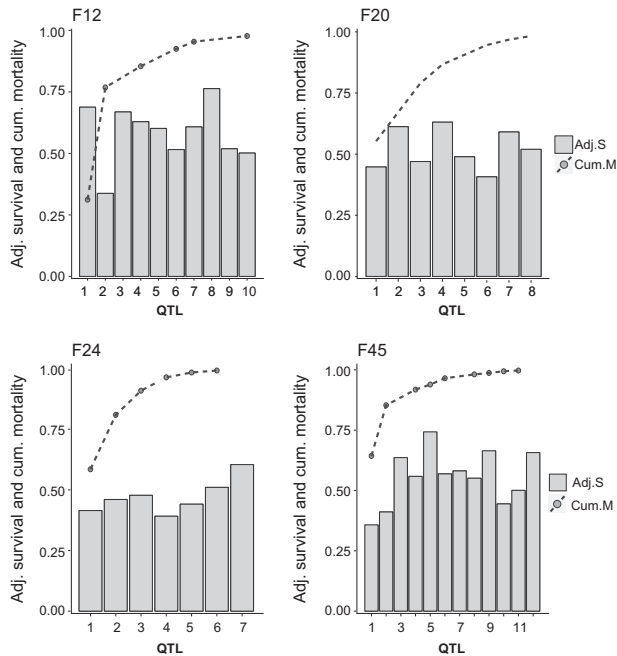 F12
Adj. survival and cum. mortality
1.00
0.75
0.50
0.25
0.00
1 2 3 4 5 6 7 8 9 10
QTL
F20
Adj. survival and cum. mortality
1.00
0.75
0.50
0.25
0.00
1 2 3 4 5 6 7 8
QTL
Adj.S
Cum.M
F24
Adj. survival and cum. mortality
1.00
0.75
0.50
0.25
0.00
1 2 3 4 5 6 7
QTL
F45
Adj. survival and cum. mortality
1.00
0.75
0.50
0.25
0.00
1 3 5 7 9 11
QTL
Adj.S
Cum.M